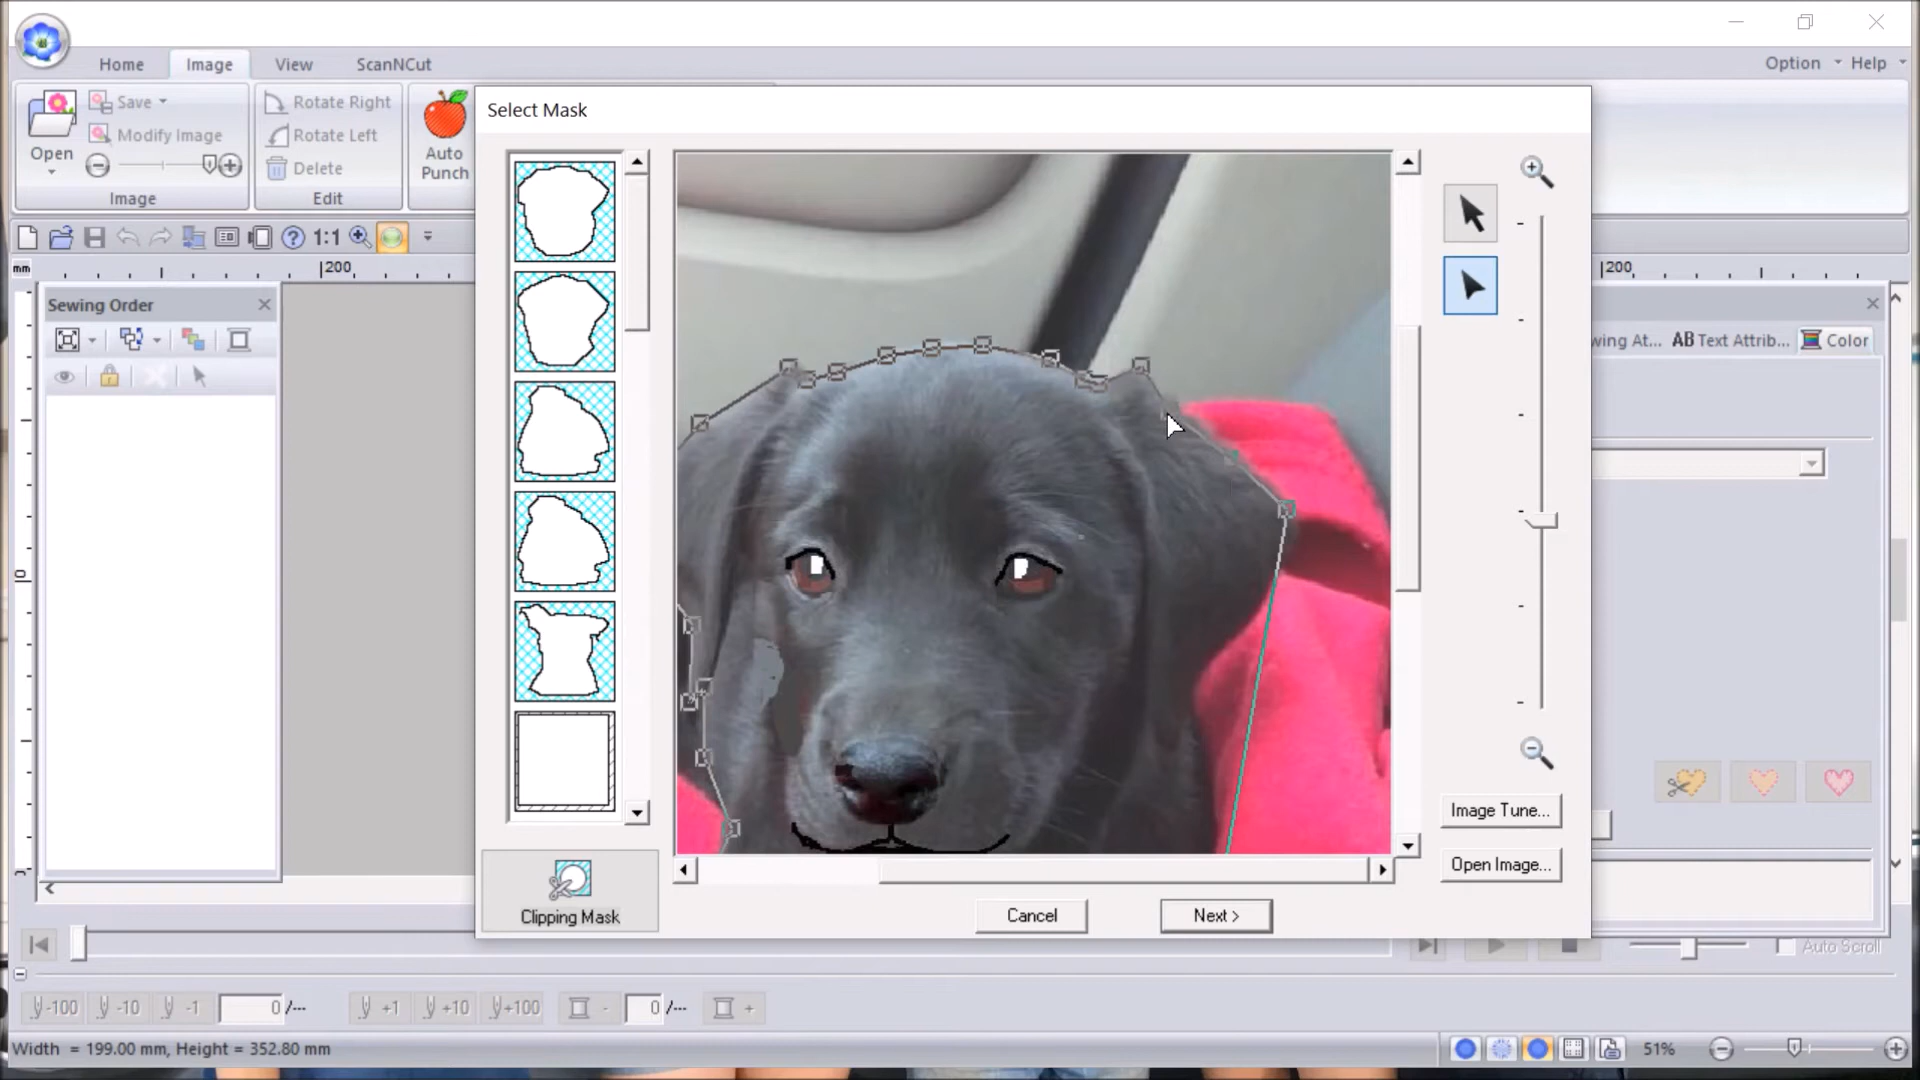 Home Image View ScanNCut Option Help
Select Mask
Save Rotate Right
Modify Image Rotate Left
Open Auto
Punch
Delete
Image Edit
1:1
mm 200 200
Sewing Order
wing At... AB Text Attrib... Color
0
Image Tune...
Open Image...
Clipping Mask
Cancel Next >
Auto Scroll
-100 -10 -1 0 /--- +1 +10 +100 - 0 /--- +
Width = 199.00 mm, Height = 352.80 mm 51%